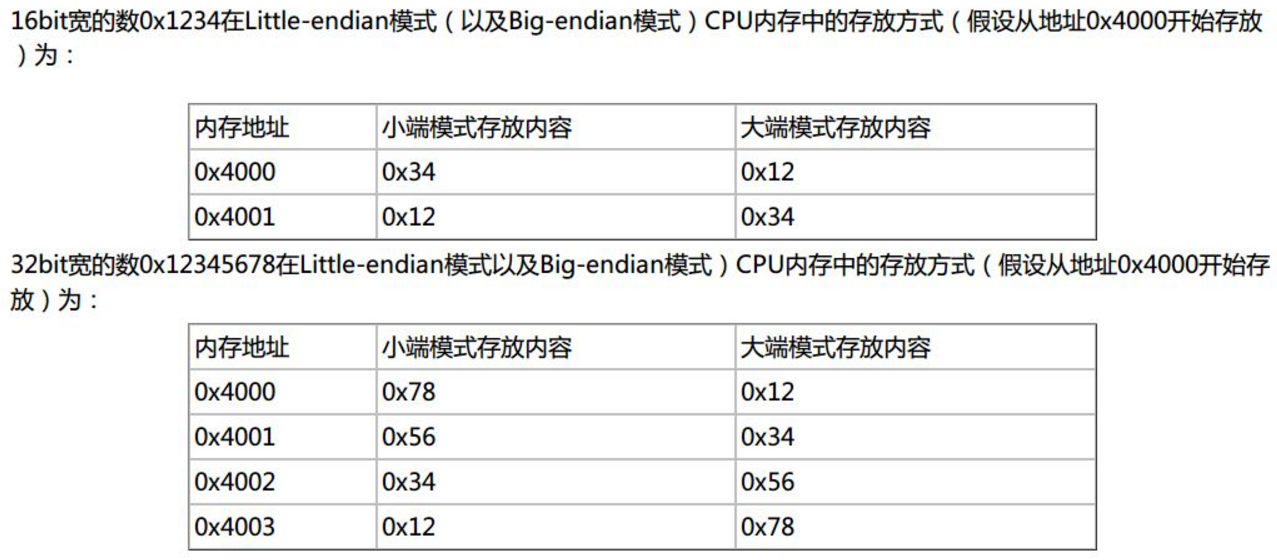 16bit宽的数0x1234在Little-endian模式（以及Big-endian模式）CPU内存中的存放方式（假设从地址0x4000开始存放
）为：
内存地址 小端模式存放内容 大端模式存放内容
0x4000 0x34 0x12
0x4001 0x12 0x34
32bit宽的数0x12345678在Little-endian模式以及Big-endian模式）CPU内存中的存放方式（假设从地址0x4000开始存
放）为：
内存地址 小端模式存放内容 大端模式存放内容
0x4000 0x78 0x12
0x4001 0x56 0x34
0x4002 0x34 0x56
0x4003 0x12 0x78